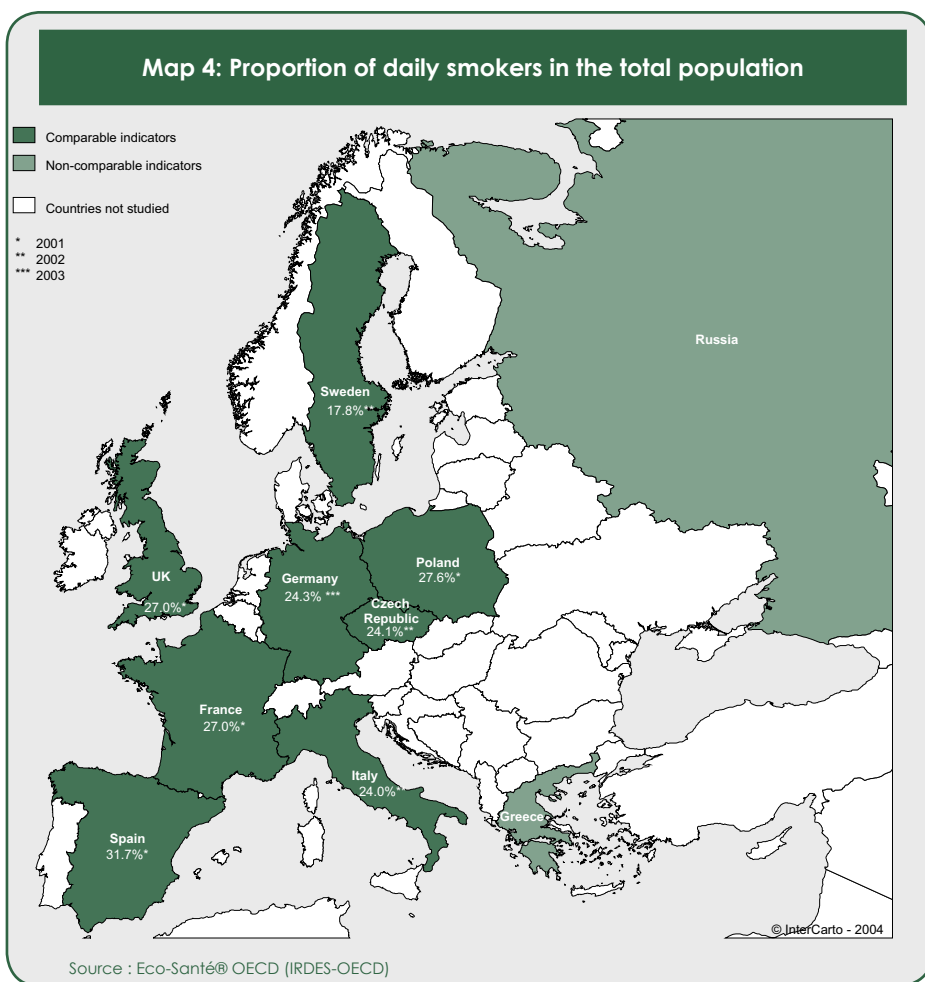 Map 4: Proportion of daily smokers in the total population
Comparable indicators
Non-comparable indicators
Countries not studied
* 2001
** 2002
*** 2003
Russia
Sweden
17.8%**
UK
27.0%*
Germany
24.3% ***
Poland
27.6%*
Czech
Republic
24.1%**
France
27.0%*
Italy
24.0%**
Greece
Spain
31.7%*
© InterCarto - 2004
Source : Eco-Santé® OECD (IRDES-OECD)